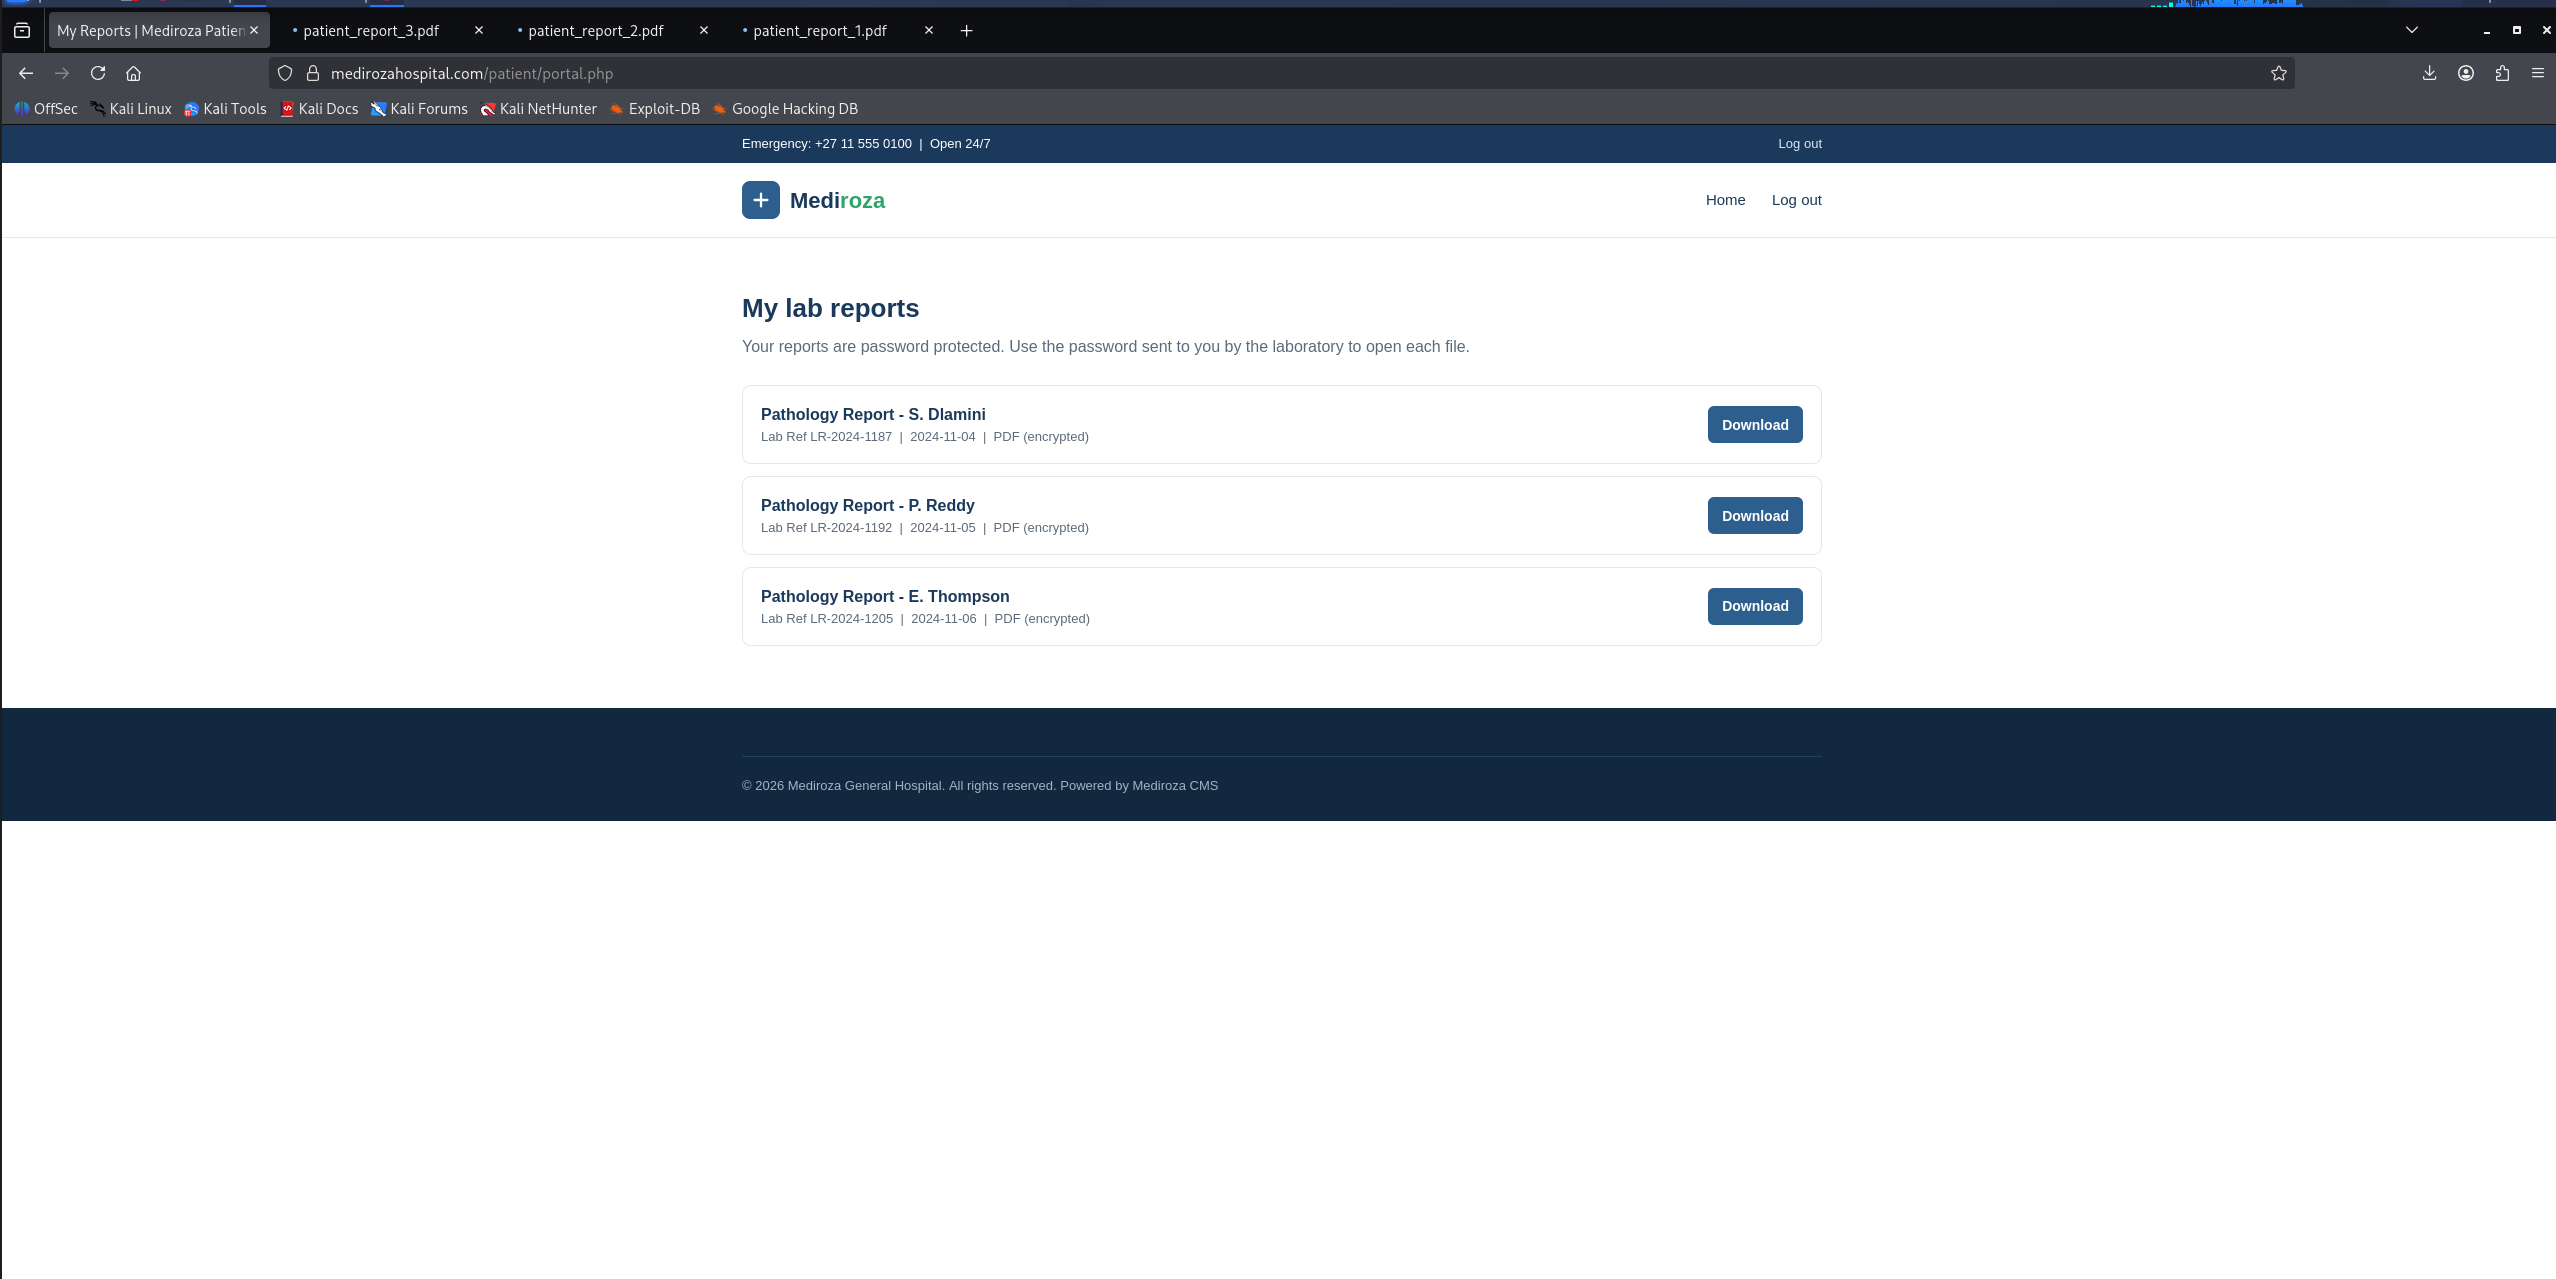 My Reports | Mediroza Patien
patient_report_3.pdf
patient_report_2.pdf
patient_report_1.pdf
medirozahospital.com/patient/portal.php
OffSec Kali Linux Kali Tools Kali Docs Kali Forums Kali NetHunter Exploit-DB Google Hacking DB
Emergency: +27 11 555 0100 | Open 24/7 Log out
Mediroza Home Log out
My lab reports
Your reports are password protected. Use the password sent to you by the laboratory to open each file.
Pathology Report - S. Dlamini
Lab Ref LR-2024-1187 | 2024-11-04 | PDF (encrypted)
Download
Pathology Report - P. Reddy
Lab Ref LR-2024-1192 | 2024-11-05 | PDF (encrypted)
Download
Pathology Report - E. Thompson
Lab Ref LR-2024-1205 | 2024-11-06 | PDF (encrypted)
Download
© 2026 Mediroza General Hospital. All rights reserved. Powered by Mediroza CMS